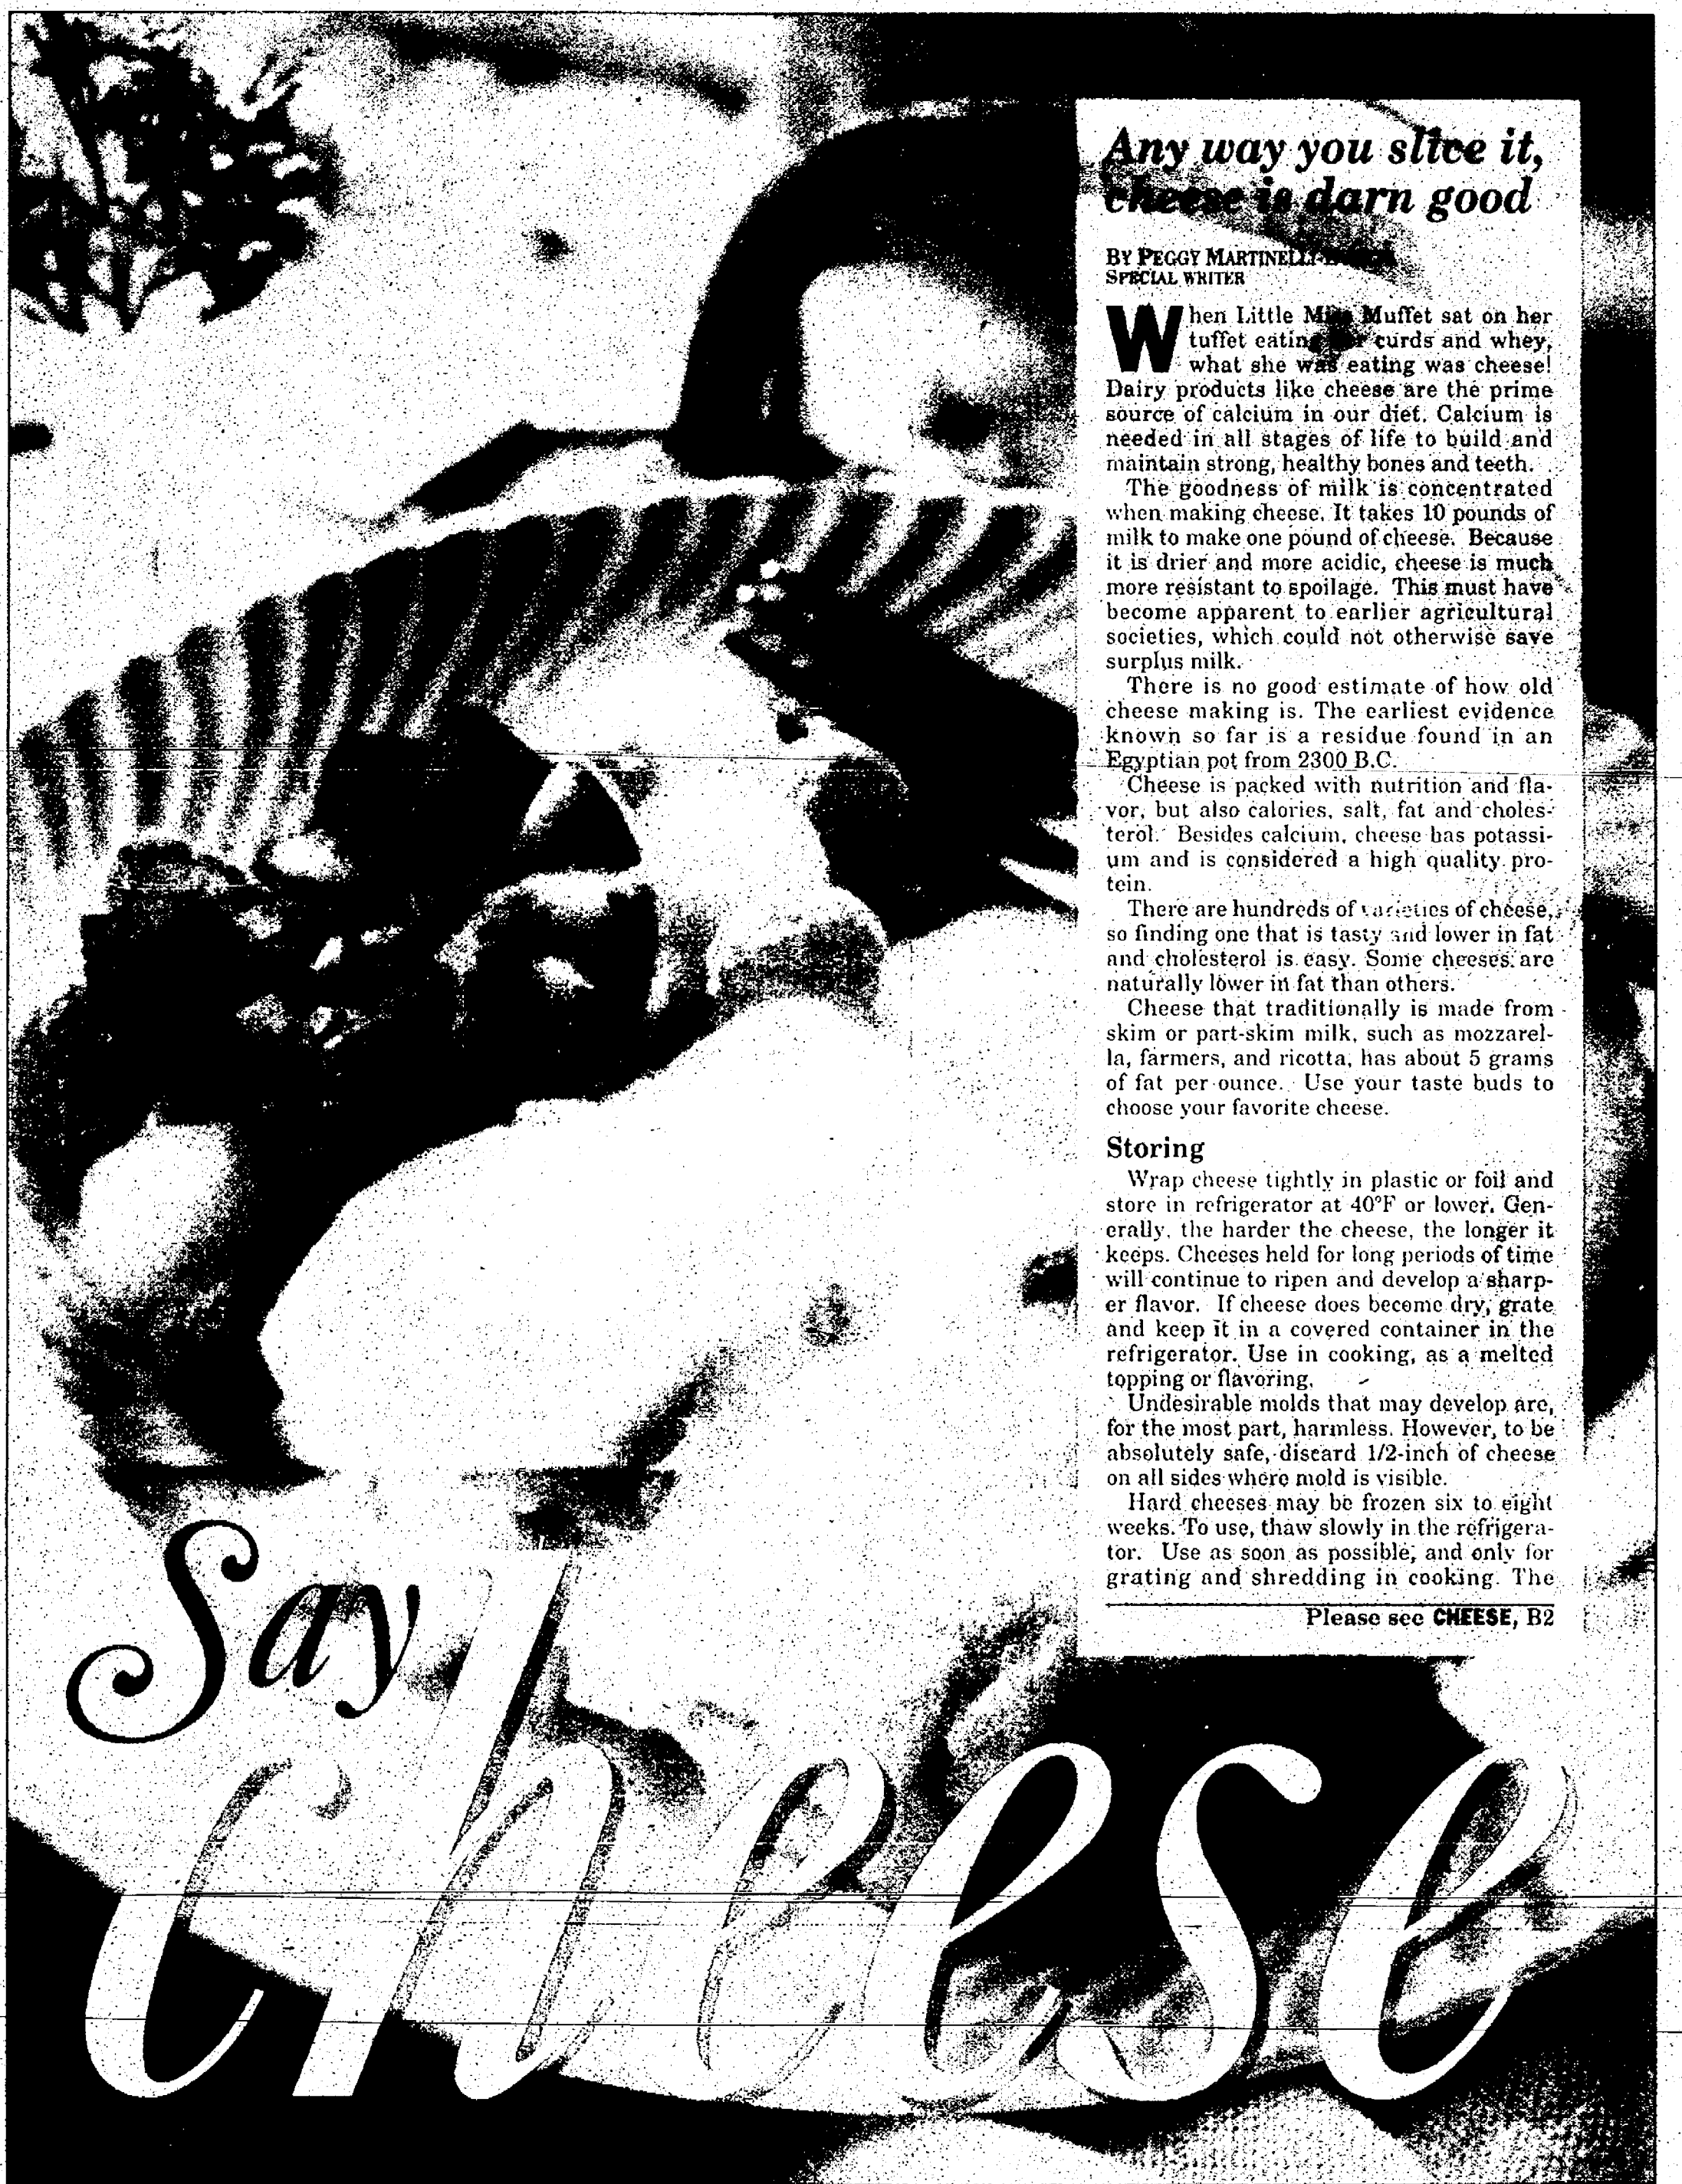 Any way you slice it,
cheese is darn good
BY PEGGY MARTINELLI
SPECIAL WRITER
When Little Miss Muffet sat on her
tuffet eating her curds and whey,
what she was eating was cheese!
Dairy products like cheese are the prime
source of calcium in our diet. Calcium is
needed in all stages of life to build and
maintain strong, healthy bones and teeth.
The goodness of milk is concentrated
when making cheese. It takes 10 pounds of
milk to make one pound of cheese. Because
it is drier and more acidic, cheese is much
more resistant to spoilage. This must have
become apparent to earlier agricultural
societies, which could not otherwise save
surplus milk.
There is no good estimate of how old
cheese making is. The earliest evidence
known so far is a residue found in an
Egyptian pot from 2300 B.C.
Cheese is packed with nutrition and fla-
vor, but also calories, salt, fat and choles-
terol. Besides calcium, cheese has potassi-
um and is considered a high quality pro-
tein.
There are hundreds of varieties of cheese,
so finding one that is tasty and lower in fat
and cholesterol is easy. Some cheeses are
naturally lower in fat than others.
Cheese that traditionally is made from
skim or part-skim milk, such as mozzarel-
la, farmers, and ricotta, has about 5 grams
of fat per ounce. Use your taste buds to
choose your favorite cheese.
Storing
Wrap cheese tightly in plastic or foil and
store in refrigerator at 40°F or lower. Gen-
erally, the harder the cheese, the longer it
keeps. Cheeses held for long periods of time
will continue to ripen and develop a sharp-
er flavor. If cheese does become dry, grate
and keep it in a covered container in the
refrigerator. Use in cooking, as a melted
topping or flavoring.
Undesirable molds that may develop are,
for the most part, harmless. However, to be
absolutely safe, discard 1/2-inch of cheese
on all sides where mold is visible.
Hard cheeses may be frozen six to eight
weeks. To use, thaw slowly in the refrigera-
tor. Use as soon as possible, and only for
grating and shredding in cooking. The
Please see CHEESE, B2
Say
cheese